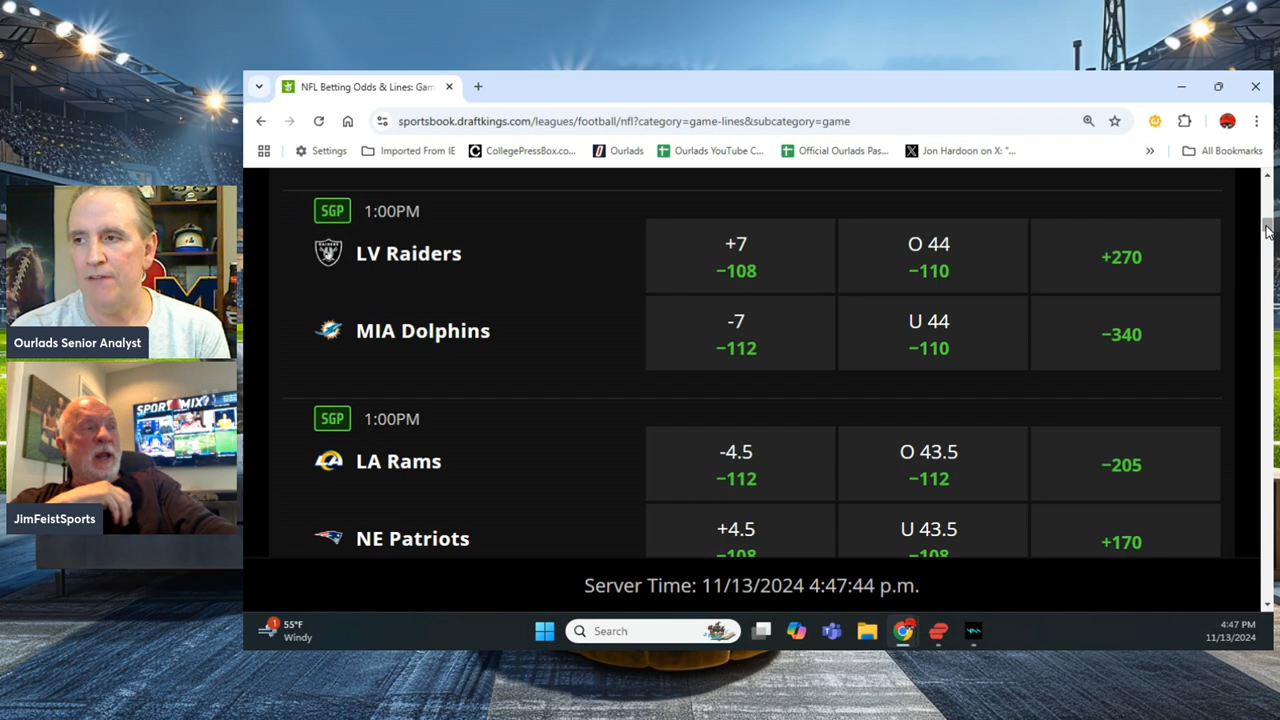 NFL Betting Odds & Lines: Gam
sportsbook.draftkings.com/leagues/football/nfl?category=game-lines&subcategory=game
Settings
Imported From IE
CollegePressBox.co...
Ourlads
Ourlads YouTube C...
Official Ourlads Pas...
Jon Hardoon on X: "...
»
All Bookmarks
SGP 1:00PM
LV Raiders
+7
−108
O 44
−110
+270
MIA Dolphins
-7
−112
U 44
−110
−340
SGP 1:00PM
LA Rams
-4.5
−112
O 43.5
−112
−205
NE Patriots
+4.5
−108
U 43.5
−108
+170
Server Time: 11/13/2024 4:47:44 p.m.
Ourlads Senior Analyst
SPORTMIX?
M
JimFeistSports
1
55°F
Windy
Search
4:47 PM
11/13/2024